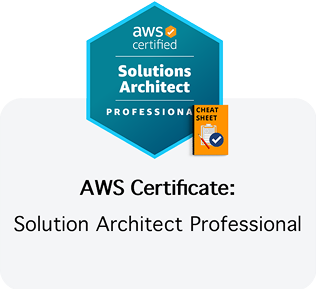 aws
certified
Solutions
Architect
PROFESSIONAL
CHEAT
SHEET
AWS Certificate:
Solution Architect Professional